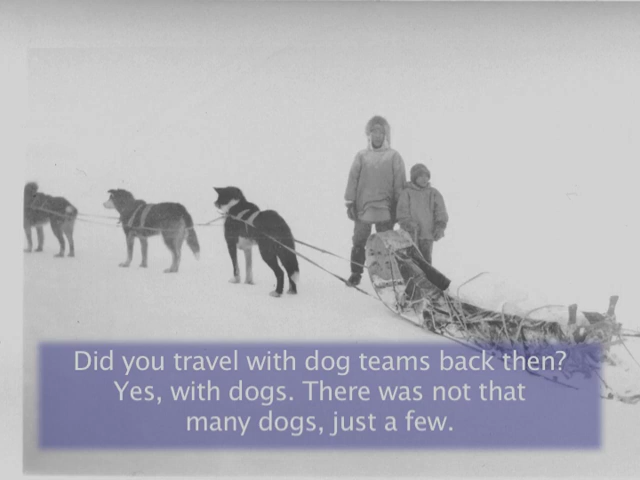 Did you travel with dog teams back then?
Yes, with dogs. There was not that
many dogs, just a few.